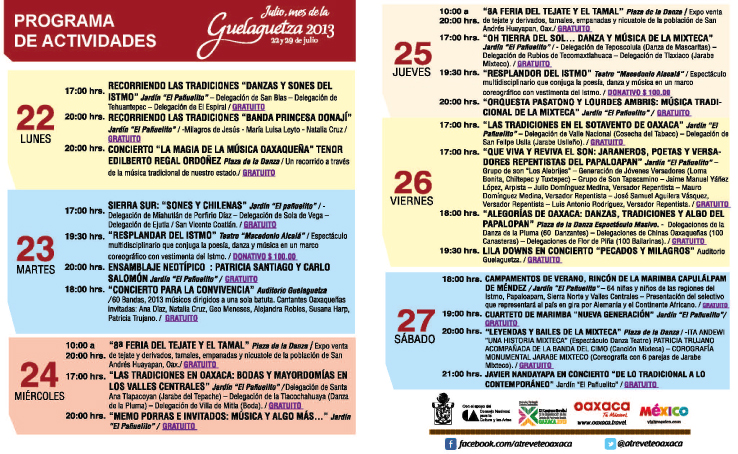 PROGRAMA
DE ACTIVIDADES
Julio, mes de la
Guelaguetza 2013
22 y 29 de julio
22
LUNES
17:00 hrs. RECORRIENDO LAS TRADICIONES "DANZAS Y SONES DEL
ISTMO" Jardín "El Pañuelito" – Delegación de San Blas – Delegación de
Tehuantepec – Delegación de El Espiral / GRATUITO
20:00 hrs. RECORRIENDO LAS TRADICIONES "BANDA PRINCESA DONAJÍ"
Jardín "El Pañuelito" / -Milagros de Jesús - María Luisa Leyto - Natalia Cruz /
GRATUITO
20:00 hrs. CONCIERTO "LA MAGIA DE LA MÚSICA OAXAQUEÑA" TENOR
EDILBERTO REGAL ORDOÑEZ Plaza de la Danza / Un recorrido a través
de la música tradicional de nuestro estado./ GRATUITO
23
MARTES
17:00 hrs. SIERRA SUR: "SONES Y CHILENAS" Jardín "El pañuelito" / -
Delegación de Miahutlán de Porfirio Díaz – Delegación de Sola de Vega –
Delegación de Ejutla / San Vicente Coatlán. / GRATUITO
19:30 hrs. "RESPLANDAR DEL ISTMO" Teatro "Macedonio Alcalá" / Espectáculo
multidisciplinario que conjuga la poesía, danza y música en un marco
coreográfico con vestimenta del Istmo. / DONATIVO $ 100.00
20:00 hrs. ENSAMBLAJE NEOTÍPICO : PATRICIA SANTIAGO Y CARLO
SALOMÓN Jardín "El Pañuelito" / GRATUITO
18:00 hrs. "CONCIERTO PARA LA CONVIVENCIA" Auditorio Guelaguetza
/ 60 Bandas, 2013 músicos dirigidos a una sola batuta. Cantantes Oaxaqueñas
Invitadas: Ana Díaz, Natalia Cruz, Geo Meneses, Alejandra Robles, Susana Harp,
Patricia Trujano. / GRATUITO
24
MIÉRCOLES
10:00 a "8ª FERIA DEL TEJATE Y EL TAMAL" Plaza de la Danza / Expo venta
20:00 hrs. de tejate y derivados, tamales, empanadas y nicuatole de la población de San
Andrés Huayapan, Oax./ GRATUITO
17:00 hrs. "LAS TRADICIONES EN OAXACA: BODAS Y MAYORDOMÍAS EN
LOS VALLES CENTRALES" Jardín "El Pañuelito" / Delegación de Santa
Ana Tlapacoyan (Jarabe del Tepache) – Delegación de la Tlacochahuaya (Danza
de la Pluma) – Delegación de Villa de Mitla (Boda). / GRATUITO
20:00 hrs. "MEMO PORRAS E INVITADOS: MÚSICA Y ALGO MÁS..." Jardín
"El Pañuelito" / GRATUITO
25
JUEVES
10:00 a "8A FERIA DEL TEJATE Y EL TAMAL" Plaza de la Danza / Expo venta
20:00 hrs. de tejate y derivados, tamales, empanadas y nicuatole de la población de San
Andrés Huayapan, Oax./ GRATUITO
17:00 hrs. "OH TIERRA DEL SOL... DANZA Y MÚSICA DE LA MIXTECA"
Jardín "El Pañuelito" / - Delegación de Teposcolula (Danza de Mascaritas) –
Delegación de Rubios de Tecomaxtlahuaca – Delegación de Tlaxiaco (Jarabe
Mixteco). / GRATUITO
19:30 hrs. "RESPLANDOR DEL ISTMO" Teatro "Macedonio Alcalá" / Espectáculo
multidisciplinario que conjuga la poesía, danza y música en un marco
coreográfico con vestimenta del Istmo. / DONATIVO $ 100.00
20:00 hrs. "ORQUESTA PASATONO Y LOURDES AMBRIS: MÚSICA TRADI-
CIONAL DE LA MIXTECA" Jardín "El Pañuelito" / GRATUITO
26
VIERNES
17:00 hrs. "LAS TRADICIONES EN EL SOTAVENTO DE OAXACA" Jardín "El
Pañuelito" – Delegación de Valle Nacional (Cosecha del Tabaco) – Delegación de
San Felipe Usila (Jarabe Usileño). / GRATUITO
17:00 hrs. "QUE VIVA Y REVIVA EL SON: JARANEROS, POETAS Y VERSA-
DORES REPENTISTAS DEL PAPALOAPAN" Jardín "El Pañuelito" –
Grupo de son "Los Alebrijes" – Generación de Jóvenes Versadores (Loma
Bonita, Chiltepec y Tuxtepec) – Grupo de Son Tapacamino – Jaime Manuel Yáñez
López, Arpista – Julio Domínguez Medina, Versador Repentista – Mauro
Domínguez Medina, Versador Repentista – José Samuel Aguilera Vásquez,
Versador Repentista – Luis Antonio Rodríguez, Versador Repentista. / GRATUITO
18:00 hrs. "ALEGORÍAS DE OAXACA: DANZAS, TRADICIONES Y ALGO DEL
PAPALOPAN" Plaza de la Danza Espectáculo Masivo. - Delegaciones de la
Danza de la Pluma (60 Danzantes) – Delegaciones de Chinas Oaxaqueñas (100
Canasteras) – Delegaciones de Flor de Piña (100 Bailarinas). / GRATUITO
19:30 hrs. LILA DOWNS EN CONCIERTO "PECADOS Y MILAGROS" Auditorio
Guelaguetza. / GRATUITO
27
SÁBADO
18:00 hrs. CAMPAMENTOS DE VERANO, RINCÓN DE LA MARIMBA CAPULÁLPAM
DE MÉNDEZ / Jardín "El Pañuelito" – 64 niñas y niños de las regiones del
Istmo, Papaloapam, Sierra Norte y Valles Centrales – Presentación del selectivo
que representará al país en gira por Alemania y el Continente Africano. / GRATUITO
19:00 hrs. CUARTETO DE MARIMBA "NUEVA GENERACIÓN" Jardín "El Pañuelito"/
GRATUITO
20:00 hrs. "LEYENDAS Y BAILES DE LA MIXTECA" Plaza de la Danza / -ITA ANDEWI
"UNA HISTORIA MIXTECA" (Espectáculo Danza Teatro) PATRICIA TRUJANO
ACOMPAÑADA DE LA BANDA DEL CIMO (Canción Mixteca) – COROGRAFÍA
MONUMENTAL JARABE MIXTECO (Coreografía con 6 parejas de Jarabe
Mixteco). / GRATUITO
21:00 hrs. JAVIER NANDAYAPA EN CONCIERTO "DE LO TRADICIONAL A LO
CONTEMPORÁNEO" Jardín "El Pañuelito" / GRATUITO
oaxaca
www.oaxaca.travel
méxico
visitmexico.com
facebook.com/atreveteoaxaca
@atreveteoaxaca